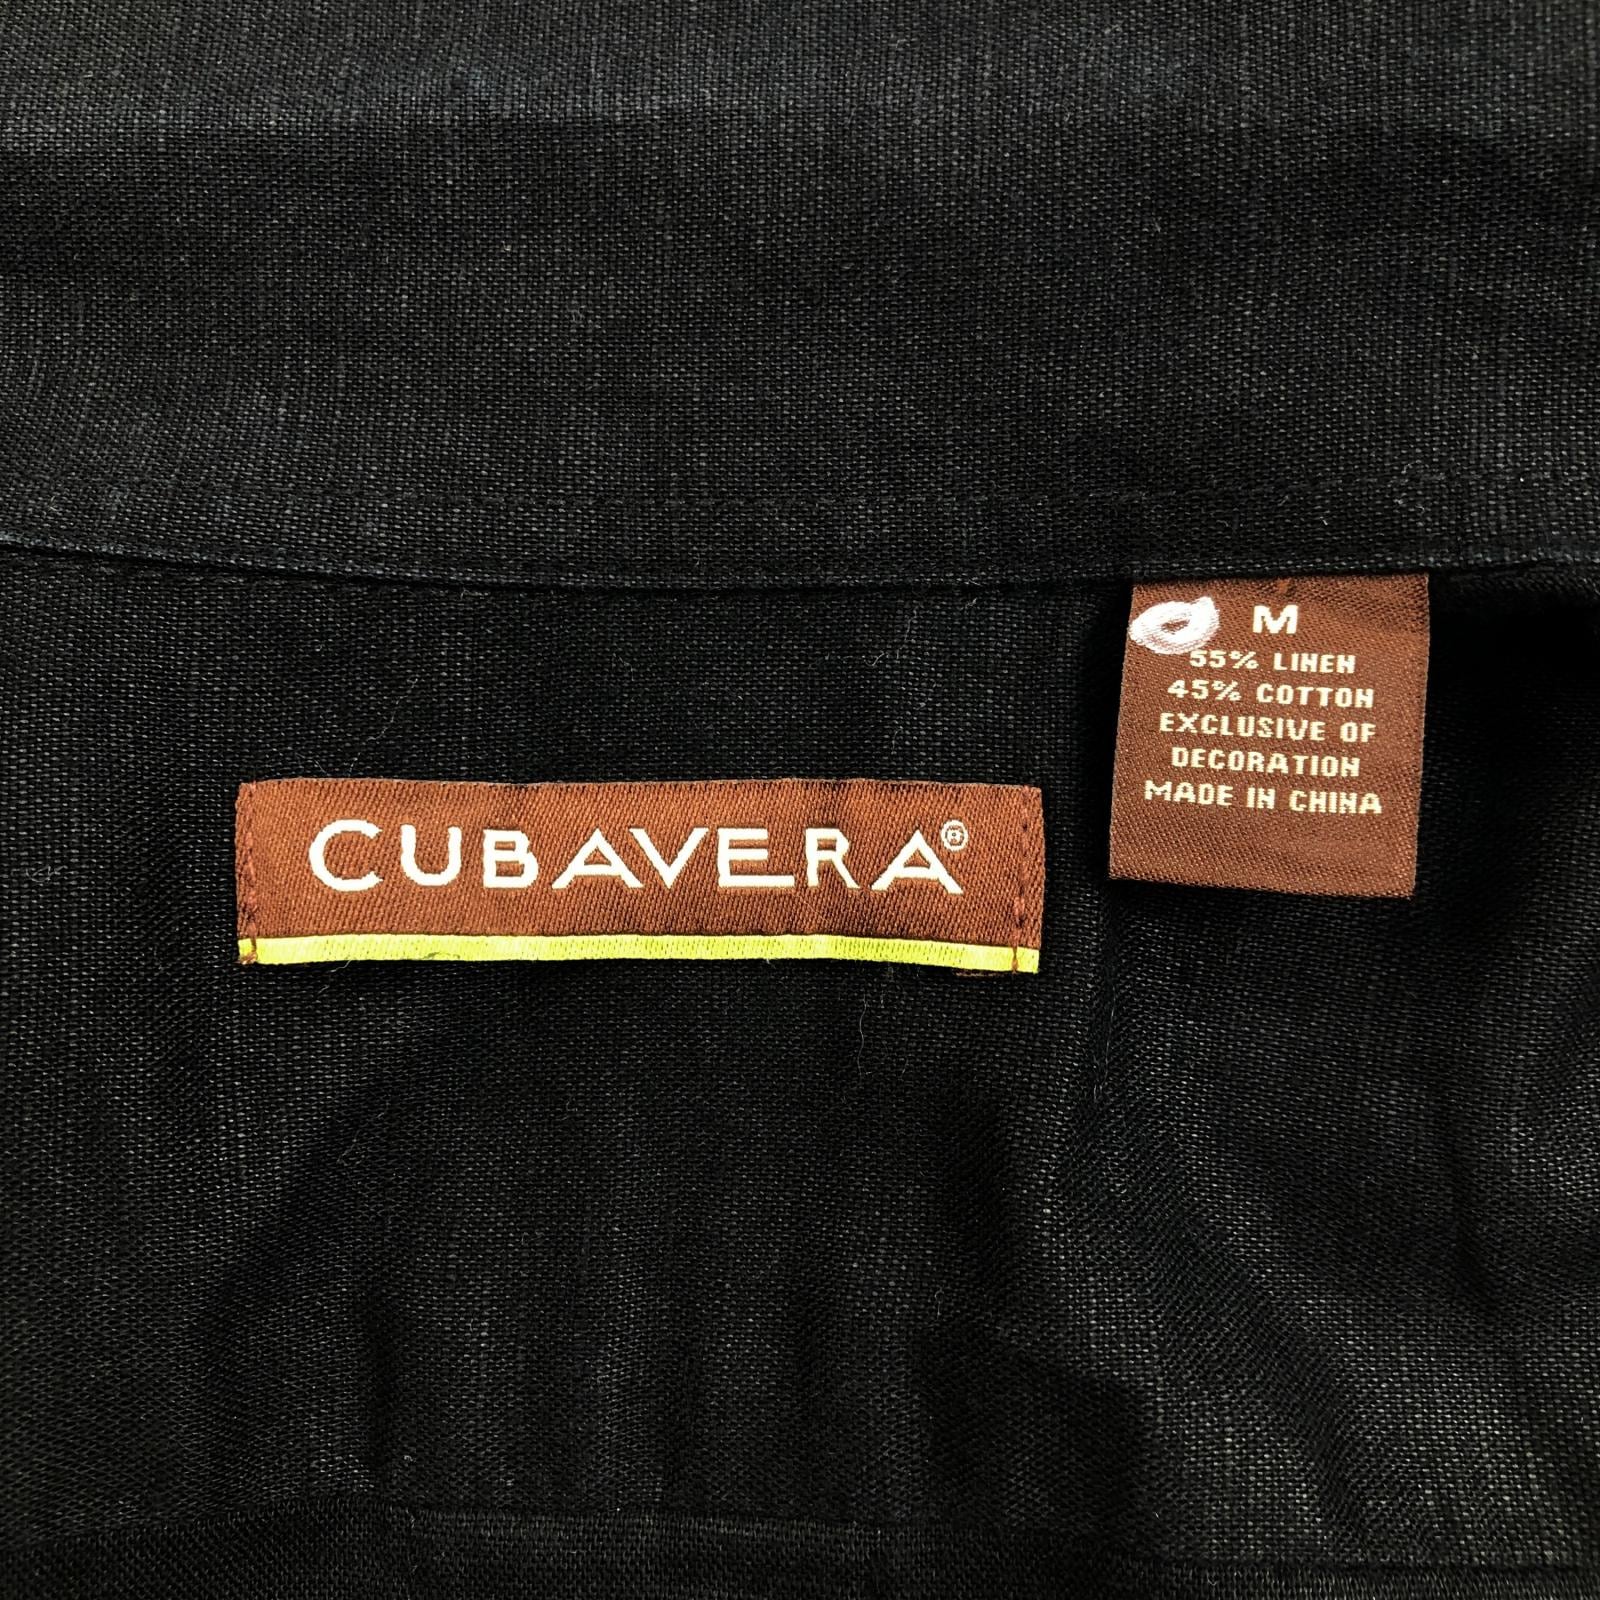 CUBAVERA®
M
55% LINEN
45% COTTON
EXCLUSIVE OF
DECORATION
MADE IN CHINA